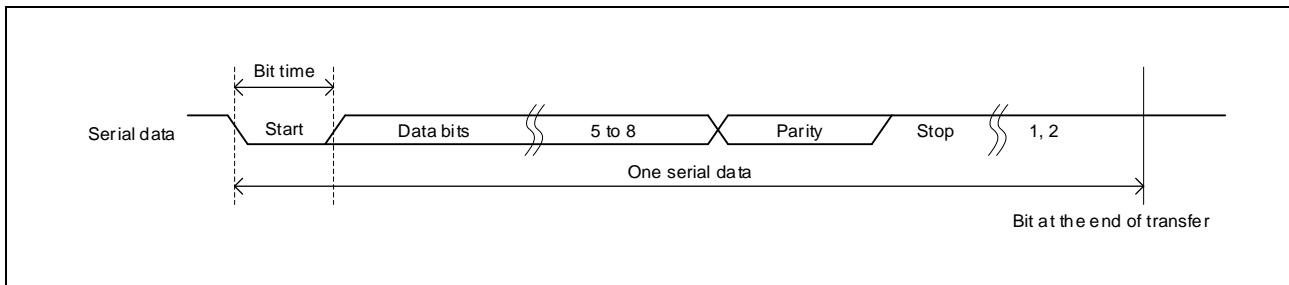 Bit time
Serial data
Start
Data bits
5 to 8
Parity
Stop
1, 2
One serial data
Bit at the end of transfer